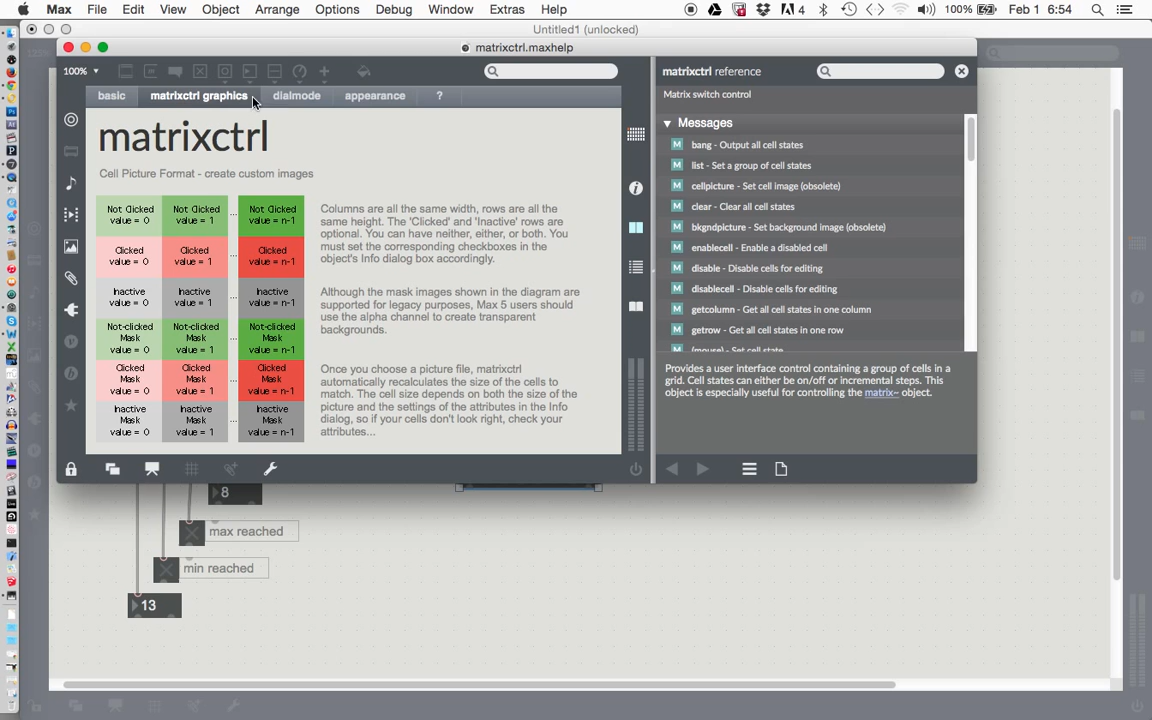 Max File Edit View Object Arrange Options Debug Window Extras Help 4 100% Feb 1 6:54
Untitled1 (unlocked)
matrixctrl.maxhelp
100%
matrixctrl reference
basic matrixctrl graphics dialmode appearance ?
Matrix switch control
matrixctrl
Cell Picture Format - create custom images
Not Clicked value = 0
Not Clicked value = 1
...
Not Clicked value = n-1
Clicked value = 0
Clicked value = 1
...
Clicked value = n-1
Inactive value = 0
Inactive value = 1
...
Inactive value = n-1
Not-clicked Mask value = 0
Not-clicked Mask value = 1
...
Not-clicked Mask value = n-1
Clicked Mask value = 0
Clicked Mask value = 1
...
Clicked Mask value = n-1
Inactive Mask value = 0
Inactive Mask value = 1
...
Inactive Mask value = n-1
Columns are all the same width, rows are all the
same height. The 'Clicked' and 'Inactive' rows are
optional. You can have neither, either, or both. You
must set the corresponding checkboxes in the
object's Info dialog box accordingly.
Although the mask images shown in the diagram are
supported for legacy purposes, Max 5 users should
use the alpha channel to create transparent
backgrounds.
Once you choose a picture file, matrixctrl
automatically recalculates the size of the cells to
match. The cell size depends on both the size of the
picture and the settings of the attributes in the Info
dialog, so if your cells don't look right, check your
attributes...
Messages
M bang - Output all cell states
M list - Set a group of cell states
M cellpicture - Set cell image (obsolete)
M clear - Clear all cell states
M bkgndpicture - Set background image (obsolete)
M enablecell - Enable a disabled cell
M disable - Disable cells for editing
M disablecell - Disable cells for editing
M getcolumn - Get all cell states in one column
M getrow - Get all cell states in one row
(mouse) - Set cell state
Provides a user interface control containing a group of cells in a
grid. Cell states can either be on/off or incremental steps. This
object is especially useful for controlling the matrix~ object.
8
max reached
min reached
13